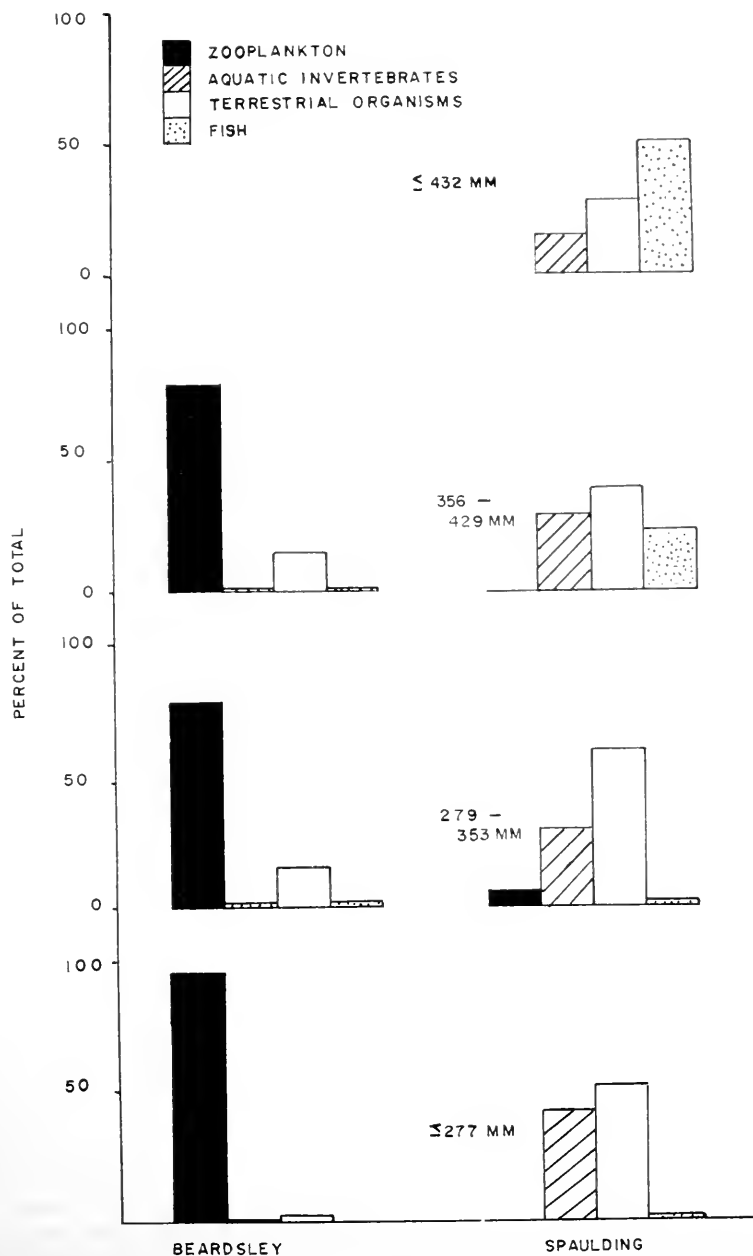 100
ZOOPLANKTON
AQUATIC INVERTEBRATES
TERRESTRIAL ORGANISMS
FISH
50
≤ 432 MM
0
100
50
356 –
429 MM
0
PERCENT OF TOTAL
100
50
279 –
353 MM
0
100
50
≤277 MM
BEARDSLEY
SPAULDING